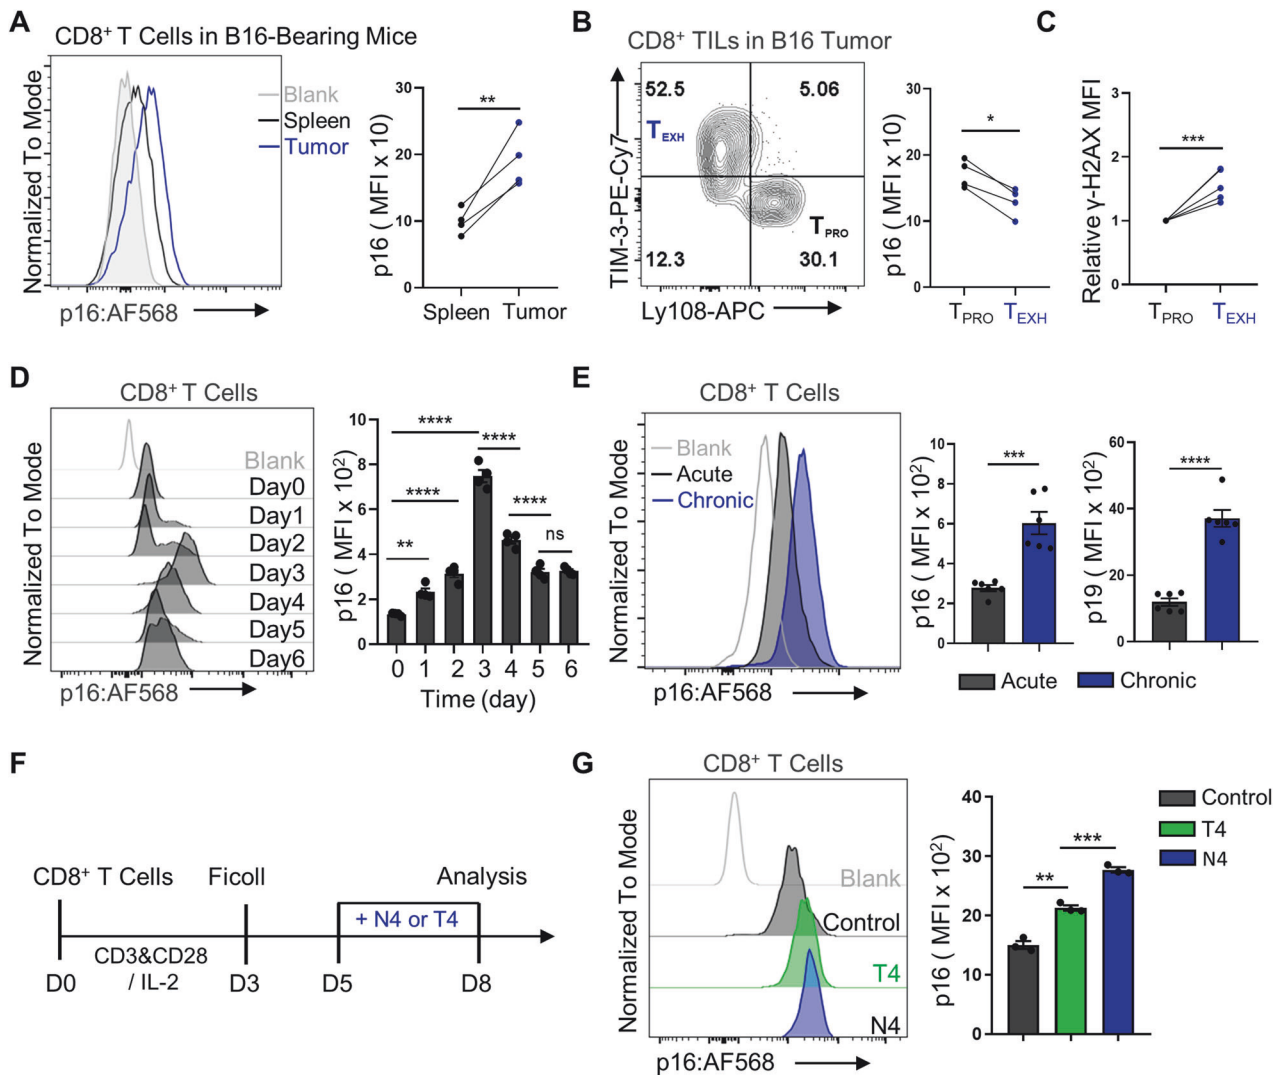 A
CD8+ T Cells in B16-Bearing Mice
Normalized To Mode
Blank
Spleen
Tumor
p16:AF568
p16 ( MFI x 10)
30
20
10
0
**
Spleen Tumor
B
CD8+ TILs in B16 Tumor
TIM-3-PE-Cy7
52.5
5.06
TEXH
TPRO
12.3
30.1
Ly108-APC
p16 ( MFI x 10)
30
20
10
0
*
TPRO TEXH
C
Relative γ-H2AX MFI
3
2
1
0
***
TPRO TEXH
D
CD8+ T Cells
Normalized To Mode
Blank
Day0
Day1
Day2
Day3
Day4
Day5
Day6
p16:AF568
p16 ( MFI x 10²)
10
8
6
4
2
0
**
****
****
****
****
ns
0 1 2 3 4 5 6
Time (day)
E
CD8+ T Cells
Normalized To Mode
Blank
Acute
Chronic
p16:AF568
p16 ( MFI x 10²)
10
8
6
4
2
0
***
p19 ( MFI x 10²)
60
40
20
0
****
Acute Chronic
F
CD8+ T Cells Ficoll Analysis
+ N4 or T4
CD3&CD28
/ IL-2
D0 D3 D5 D8
G
CD8+ T Cells
Normalized To Mode
Blank
Control
T4
N4
p16:AF568
p16 ( MFI x 10²)
40
30
20
10
0
**
***
Control
T4
N4